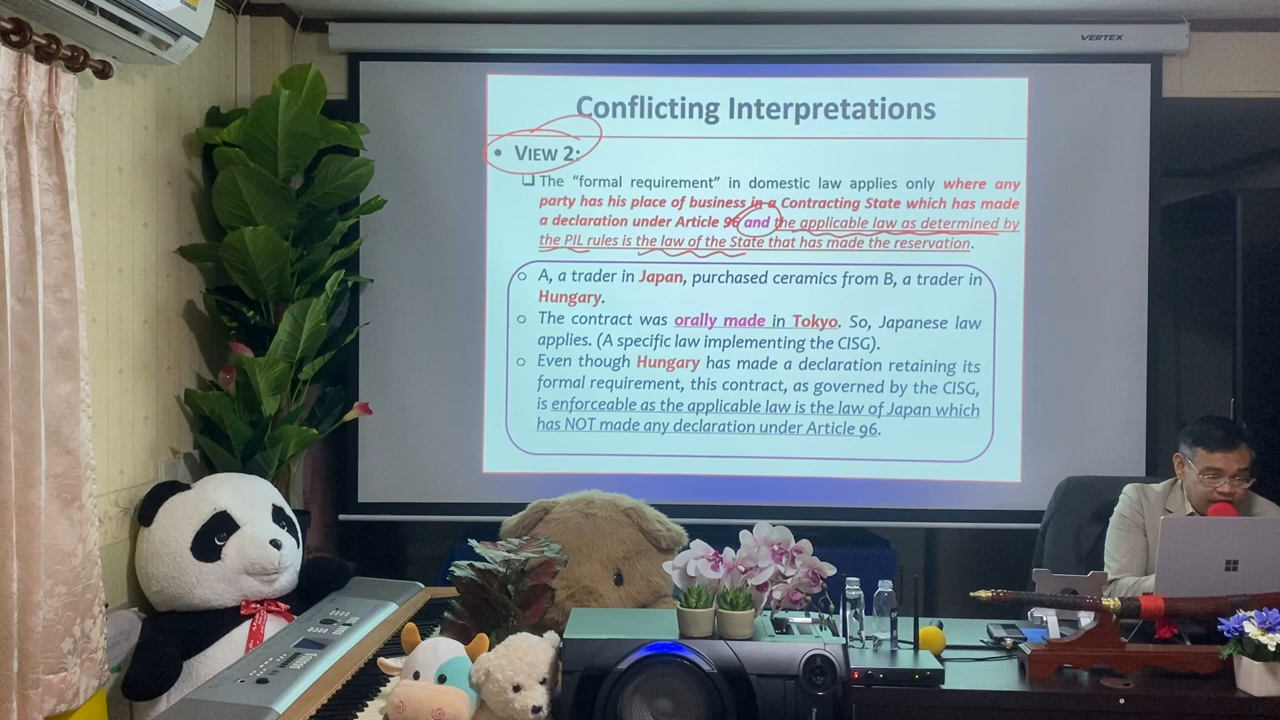 VERTEX
Conflicting Interpretations
• VIEW 2:
❑ The “formal requirement” in domestic law applies only where any
party has his place of business in a Contracting State which has made
a declaration under Article 96 and the applicable law as determined by
the PIL rules is the law of the State that has made the reservation.
o A, a trader in Japan, purchased ceramics from B, a trader in
Hungary.
o The contract was orally made in Tokyo. So, Japanese law
applies. (A specific law implementing the CISG).
o Even though Hungary has made a declaration retaining its
formal requirement, this contract, as governed by the CISG,
is enforceable as the applicable law is the law of Japan which
has NOT made any declaration under Article 96.